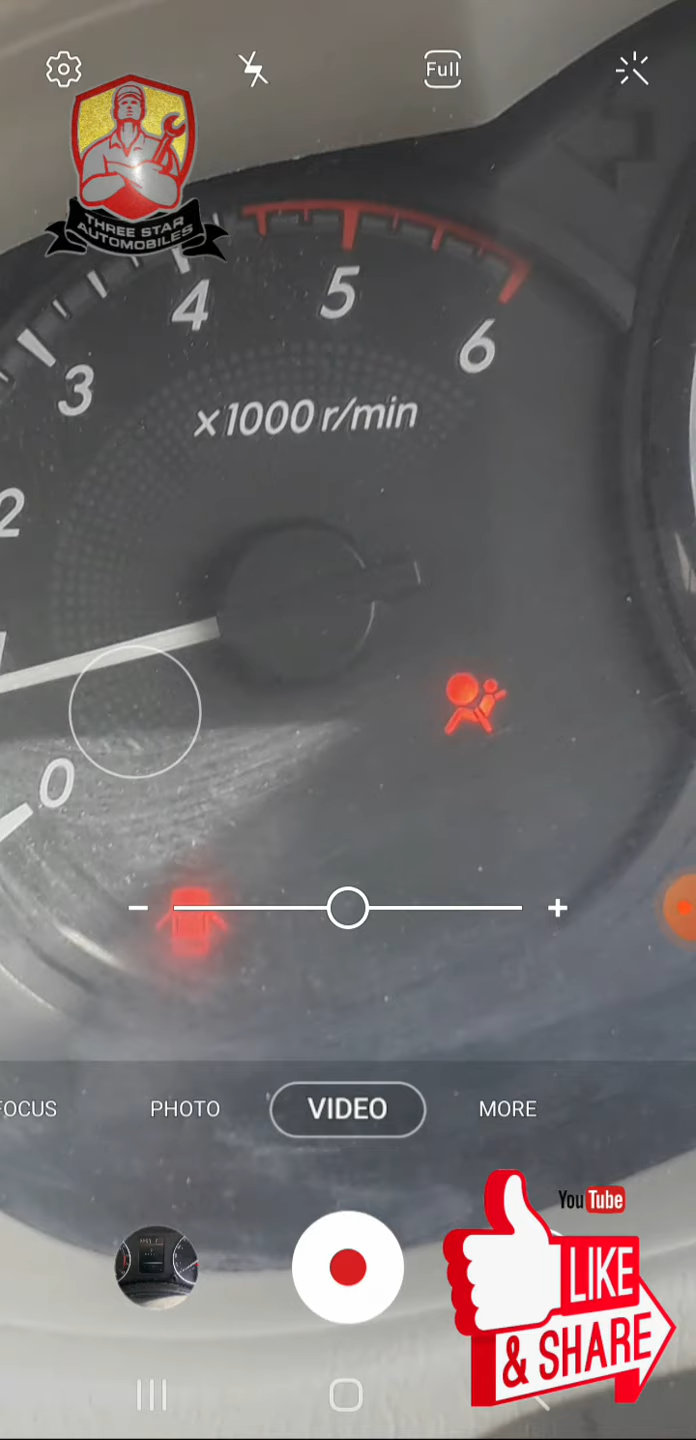 Full
THREE STAR
AUTOMOBILES
4
5
6
3
x1000 r/min
2
0
FOCUS
PHOTO
VIDEO
MORE
YouTube
LIKE
& SHARE